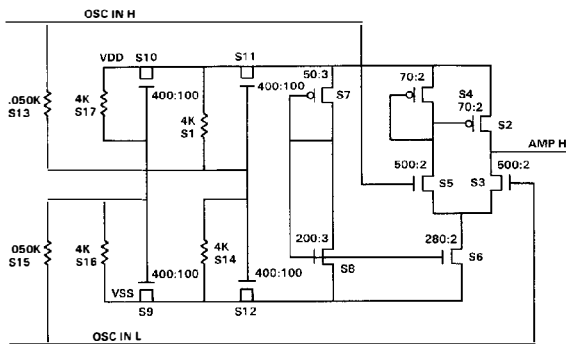 OSC IN H
VDD S10 S11
50:3 70:2
.050K 4K 400:100 400:100 S7 S4
S13 S17 4K 70:2 S2
S1
AMP H
500:2 S3 500:2
S5
200:3 280:2
050K 4K 4K S6
S15 S16 400:100 S14 400:100 S8
VSS
S9 S12
OSC IN L